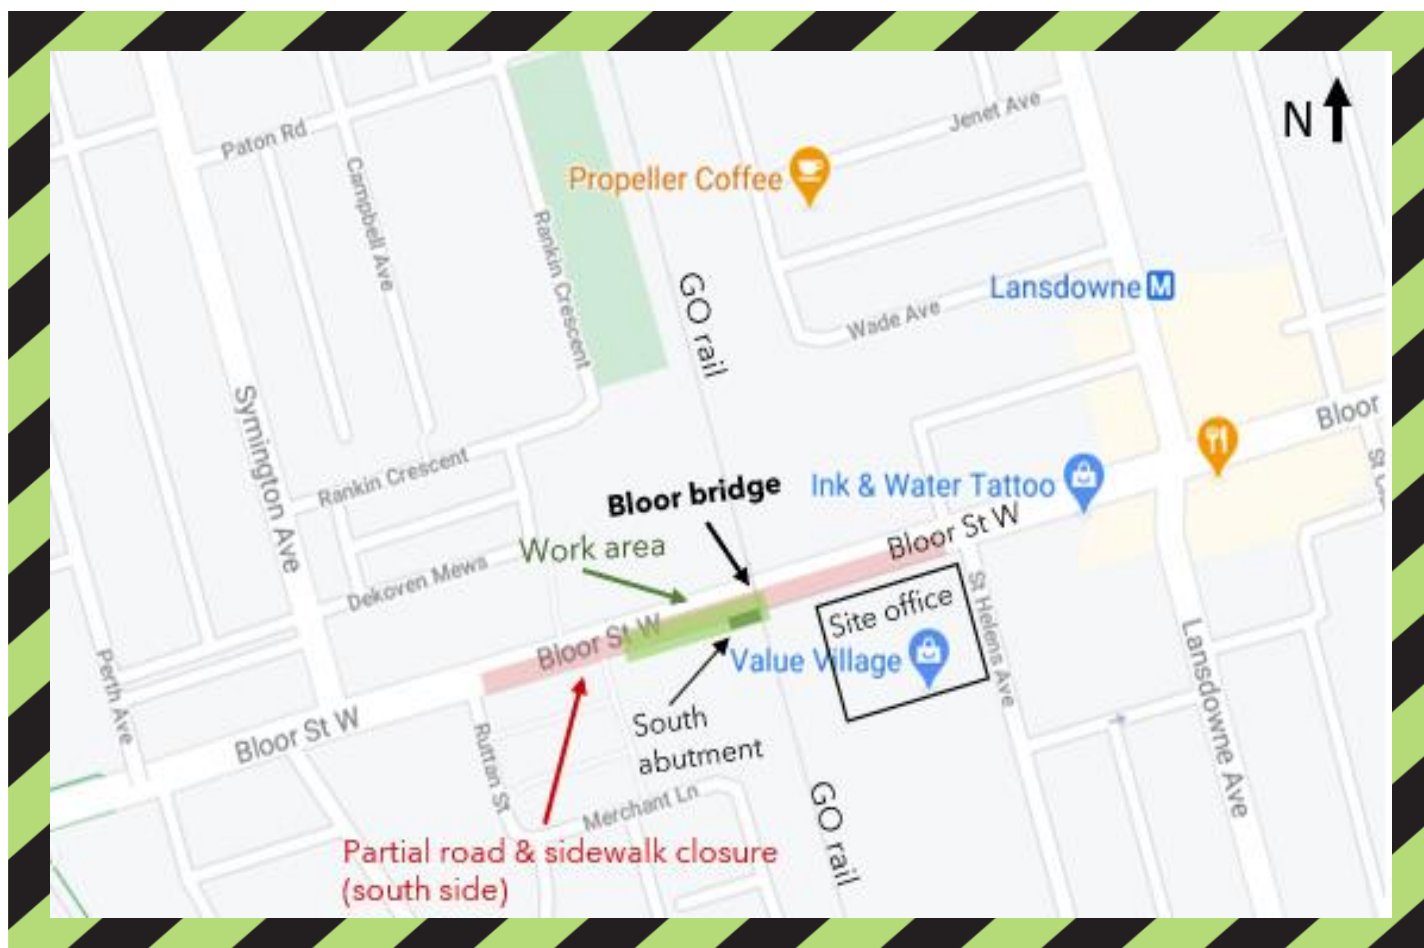 N
Jenet Ave
Paton Rd
Propeller Coffee
Campbell Ave
Rankin Crescent
GO rail
Lansdowne M
Wade Ave
Symington Ave
Bloor
Rankin Crescent
Bloor bridge
Ink & Water Tattoo
Bloor St W
Work area
Dekoven Mews
Site office
St Helens Ave
Bloor St W
Value Village
Lansdowne Ave
Perth Ave
South
abutment
Bloor St W
Ruttan St
Merchant Ln
GO rail
Partial road & sidewalk closure
(south side)